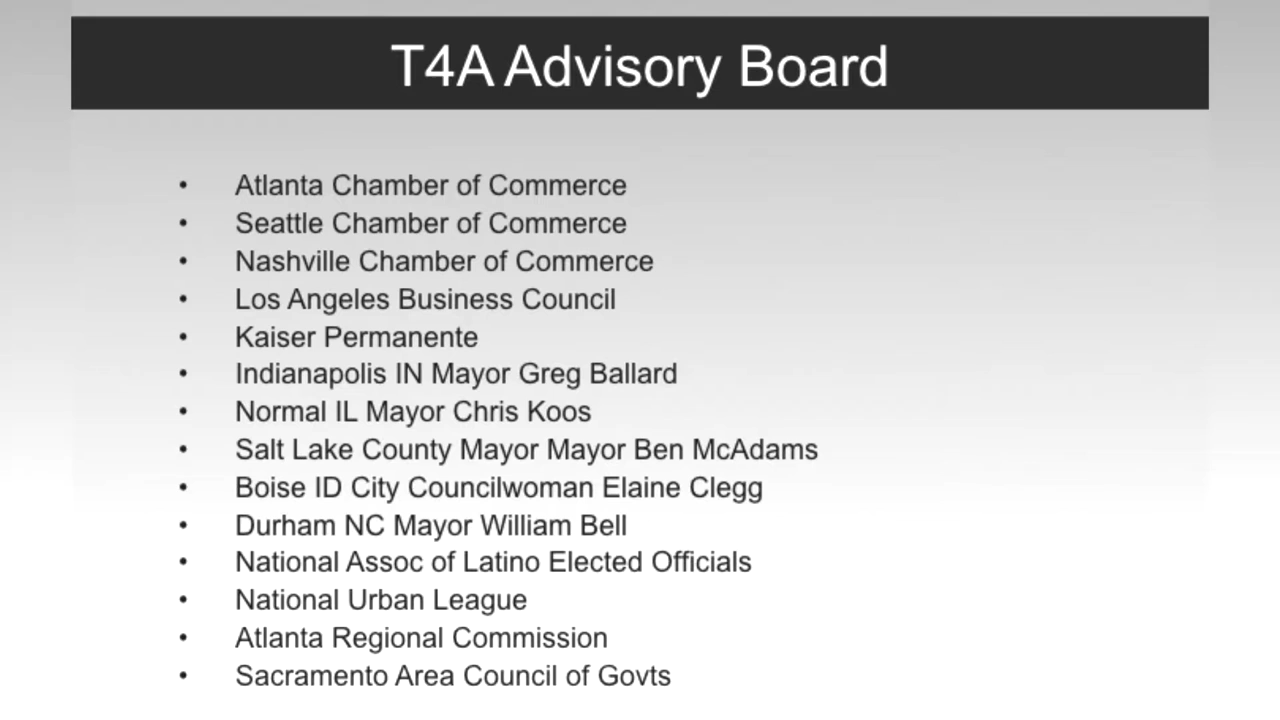 T4A Advisory Board
• Atlanta Chamber of Commerce
• Seattle Chamber of Commerce
• Nashville Chamber of Commerce
• Los Angeles Business Council
• Kaiser Permanente
• Indianapolis IN Mayor Greg Ballard
• Normal IL Mayor Chris Koos
• Salt Lake County Mayor Mayor Ben McAdams
• Boise ID City Councilwoman Elaine Clegg
• Durham NC Mayor William Bell
• National Assoc of Latino Elected Officials
• National Urban League
• Atlanta Regional Commission
• Sacramento Area Council of Govts